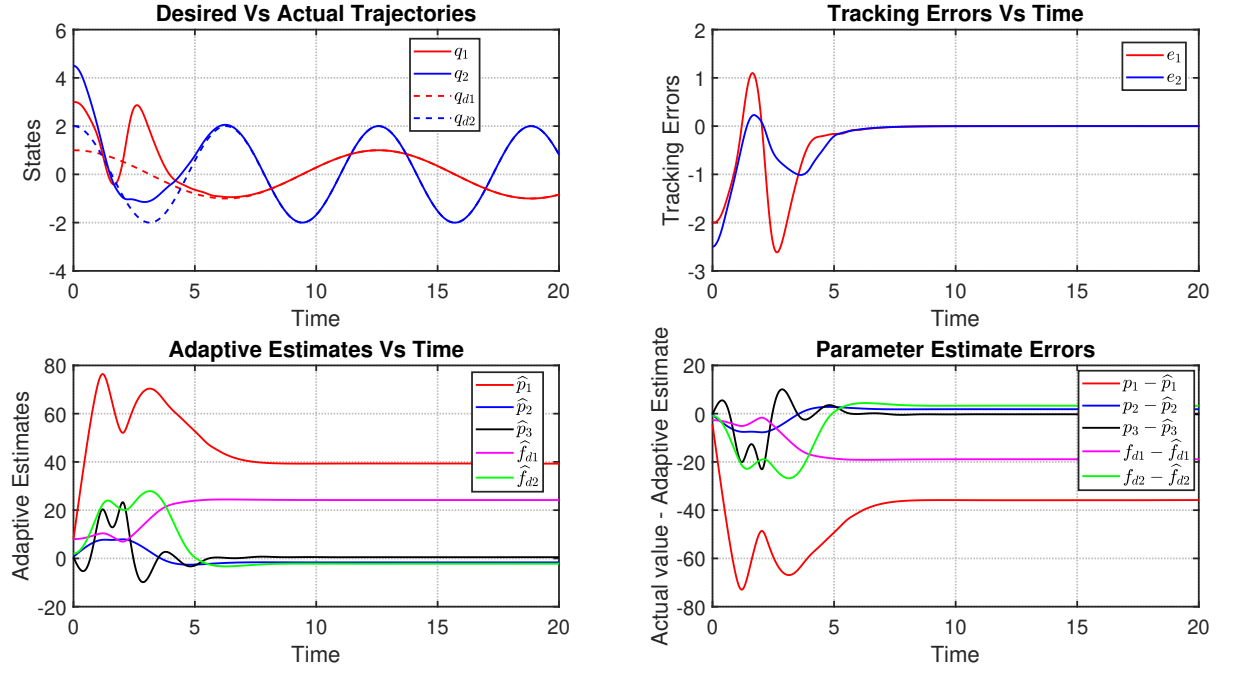 Desired Vs Actual Trajectories
6
4
2
0
-2
-4
States
0 5 10 15 20
Time
q1
q2
qd1
qd2
Tracking Errors Vs Time
2
1
0
-1
-2
-3
Tracking Errors
0 5 10 15 20
Time
e1
e2
Adaptive Estimates Vs Time
80
60
40
20
0
-20
Adaptive Estimates
0 5 10 15 20
Time
p̂1
p̂2
p̂3
f̂d1
f̂d2
Parameter Estimate Errors
20
0
-20
-40
-60
-80
Actual value - Adaptive Estimate
0 5 10 15 20
Time
p1 − p̂1
p2 − p̂2
p3 − p̂3
fd1 − f̂d1
fd2 − f̂d2